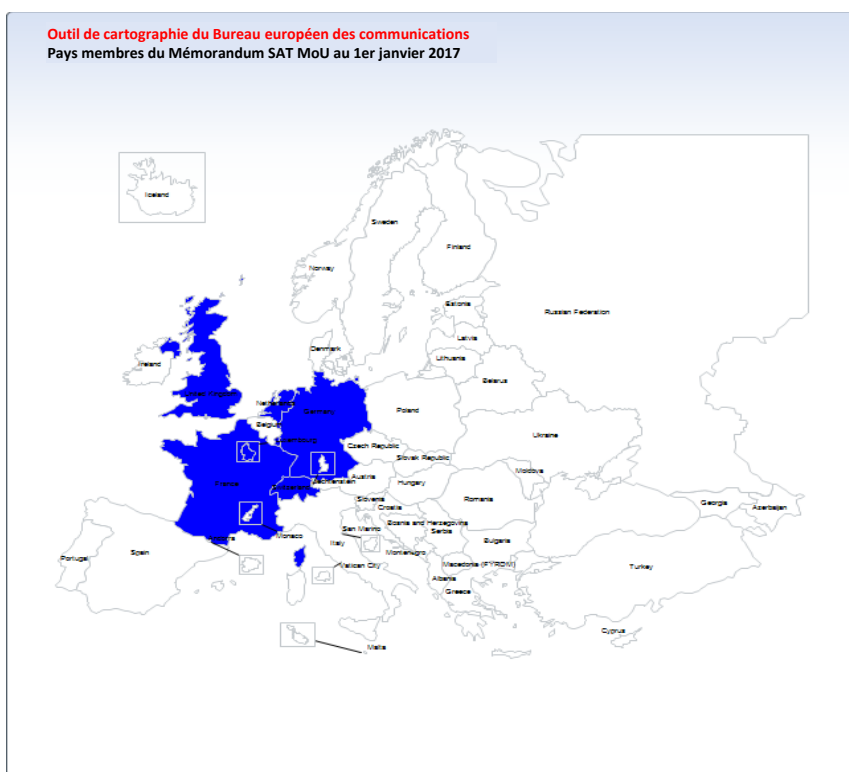 Outil de cartographie du Bureau européen des communications
Pays membres du Mémorandum SAT MoU au 1er janvier 2017
Iceland
Sweden
Finland
Norway
Estonia
Russian Federation
Latvia
Denmark
Lithuania
Ireland
Belarus
United Kingdom
Netherlands
Germany
Poland
Belgium
Ukraine
Luxembourg
Czech Republic
Slovak Republic
Moldova
Austria
France
Switzerland
Liechtenstein
Hungary
Slovenia
Romania
Croatia
Georgia
Azerbaijan
San Marino
Bosnia and Herzegovina
Serbia
Andorra
Monaco
Italy
Bulgaria
Spain
Montenegro
Portugal
Vatican City
Macedonia (FYROM)
Turkey
Albania
Greece
Cyprus
Malta